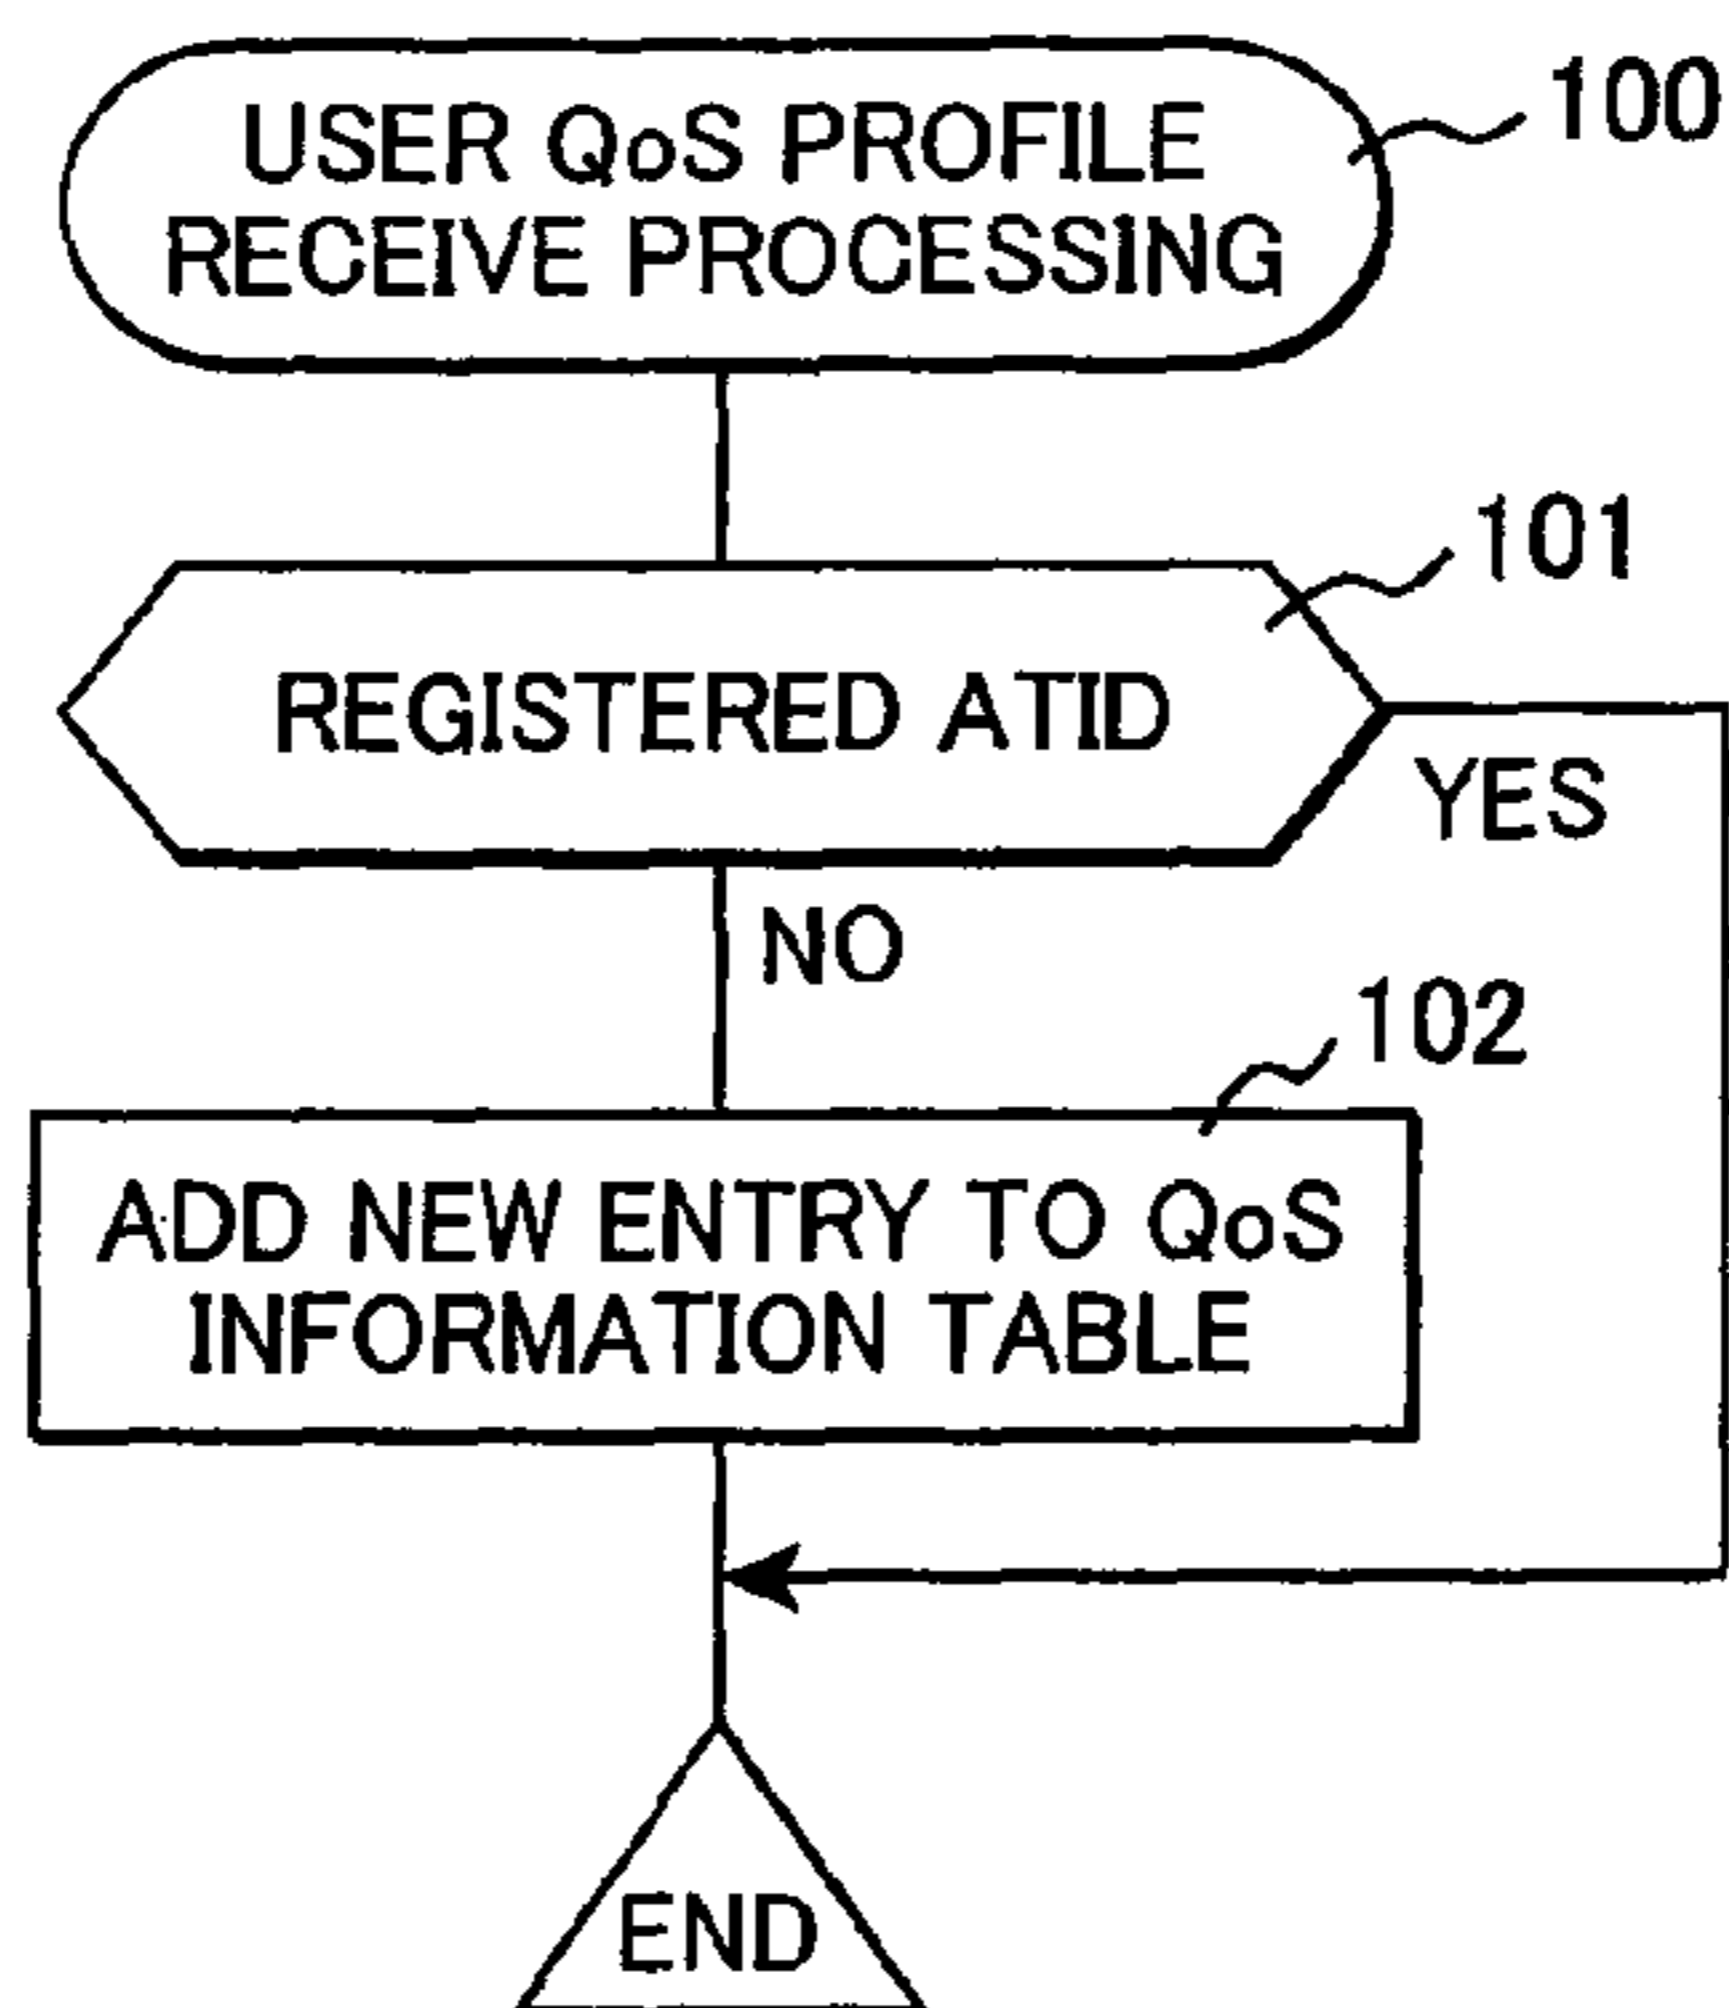 100
USER QoS PROFILE
RECEIVE PROCESSING
101
REGISTERED ATID
YES
NO
102
ADD NEW ENTRY TO QoS
INFORMATION TABLE
END